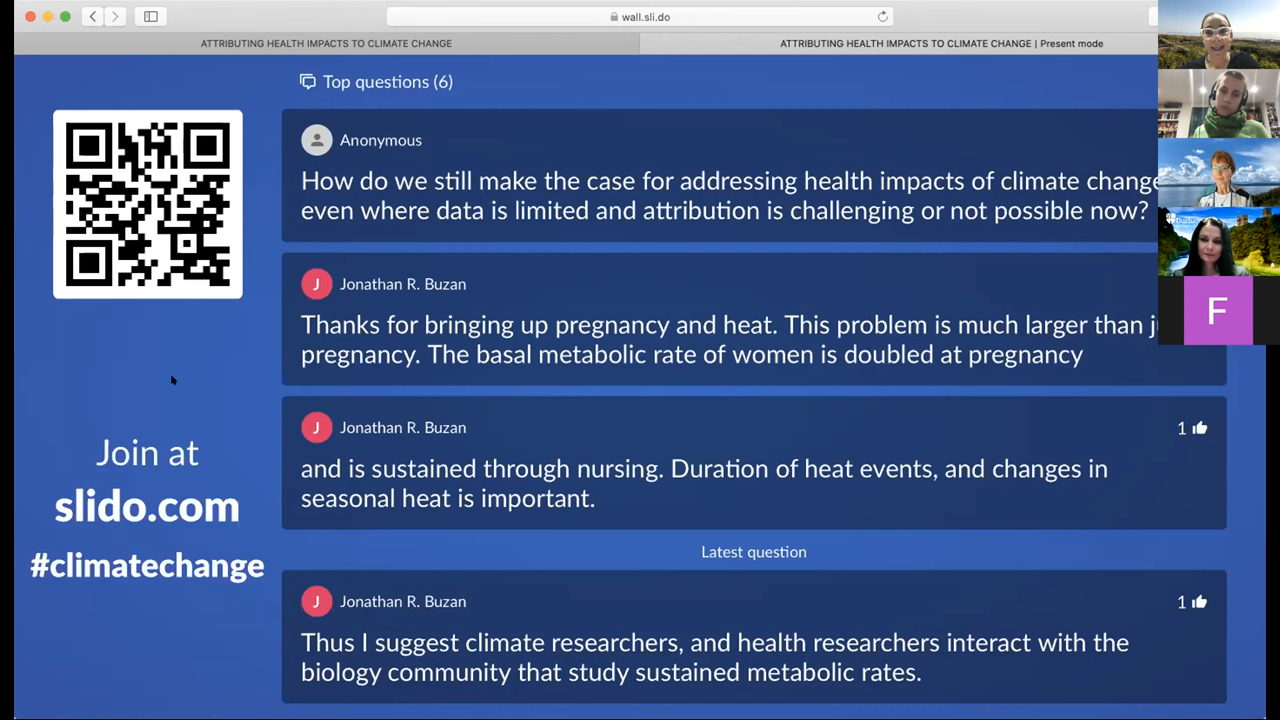 wall.sli.do
ATTRIBUTING HEALTH IMPACTS TO CLIMATE CHANGE
ATTRIBUTING HEALTH IMPACTS TO CLIMATE CHANGE | Present mode
Top questions (6)
Anonymous
How do we still make the case for addressing health impacts of climate change
even where data is limited and attribution is challenging or not possible now?
Jonathan R. Buzan
Thanks for bringing up pregnancy and heat. This problem is much larger than
pregnancy. The basal metabolic rate of women is doubled at pregnancy
J
Jonathan R. Buzan
1
and is sustained through nursing. Duration of heat events, and changes in
seasonal heat is important.
Latest question
J
Jonathan R. Buzan
1
Thus I suggest climate researchers, and health researchers interact with the
biology community that study sustained metabolic rates.
Join at
slido.com
#climatechange
J
F